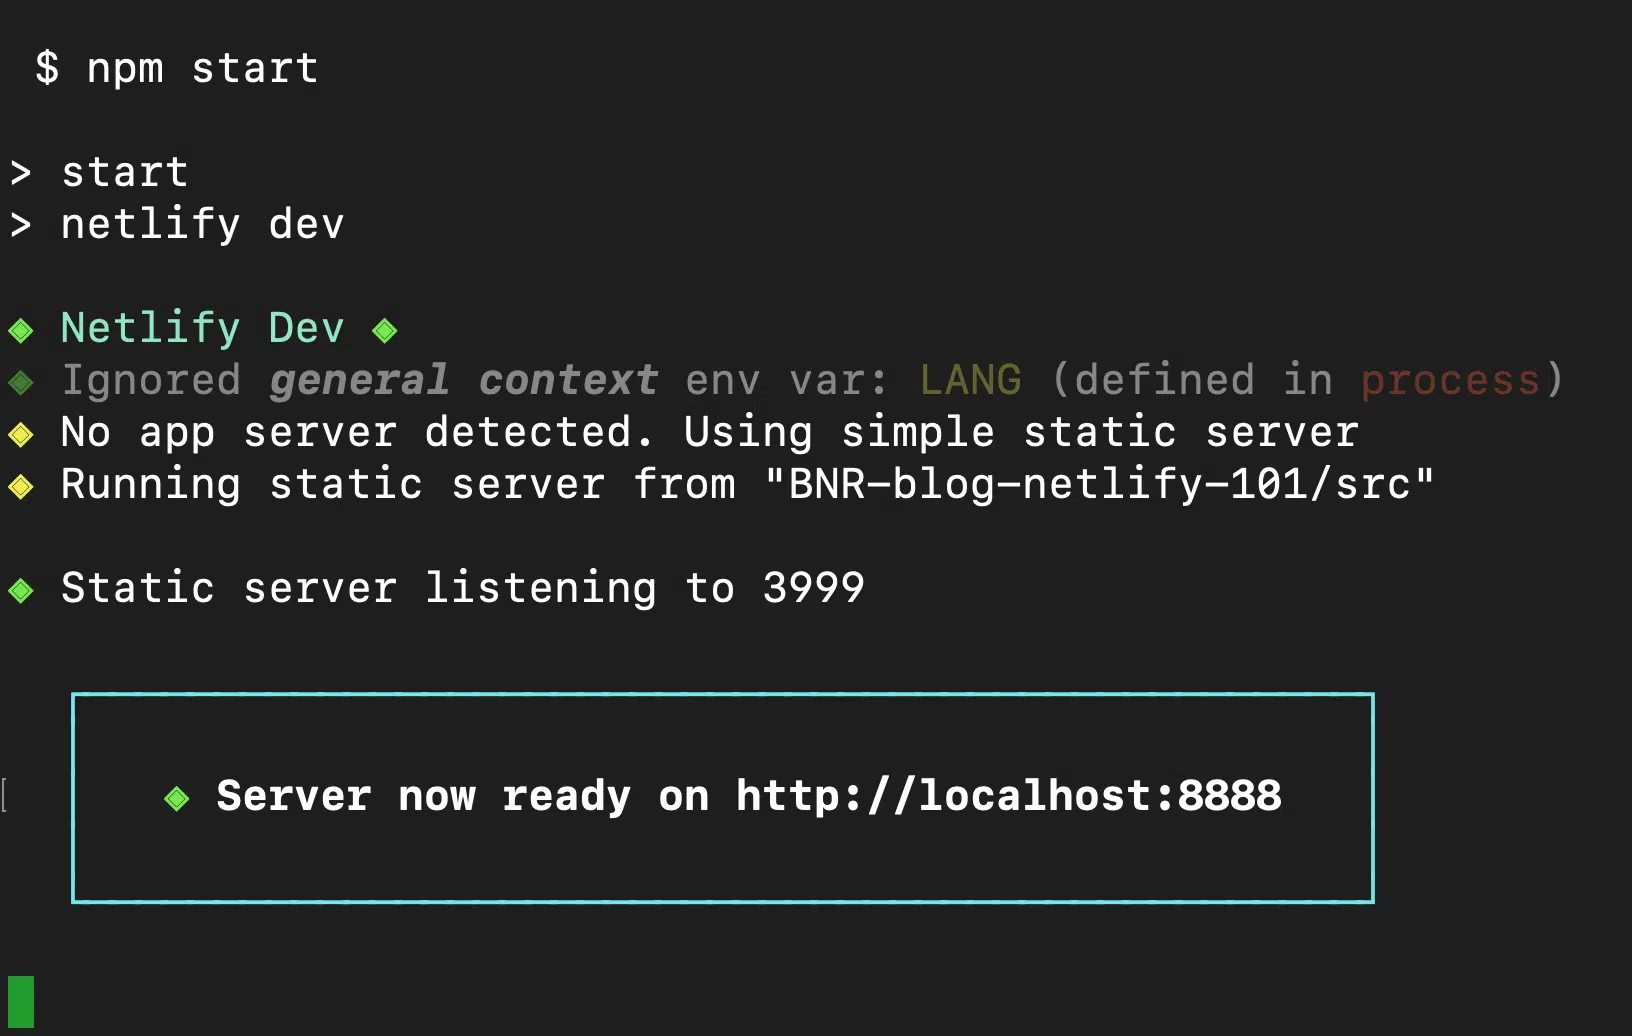 $ npm start
> start
> netlify dev
◈ Netlify Dev ◈
◈ Ignored general context env var: LANG (defined in process)
◈ No app server detected. Using simple static server
◈ Running static server from "BNR-blog-netlify-101/src"
◈ Static server listening to 3999
◈ Server now ready on http://localhost:8888